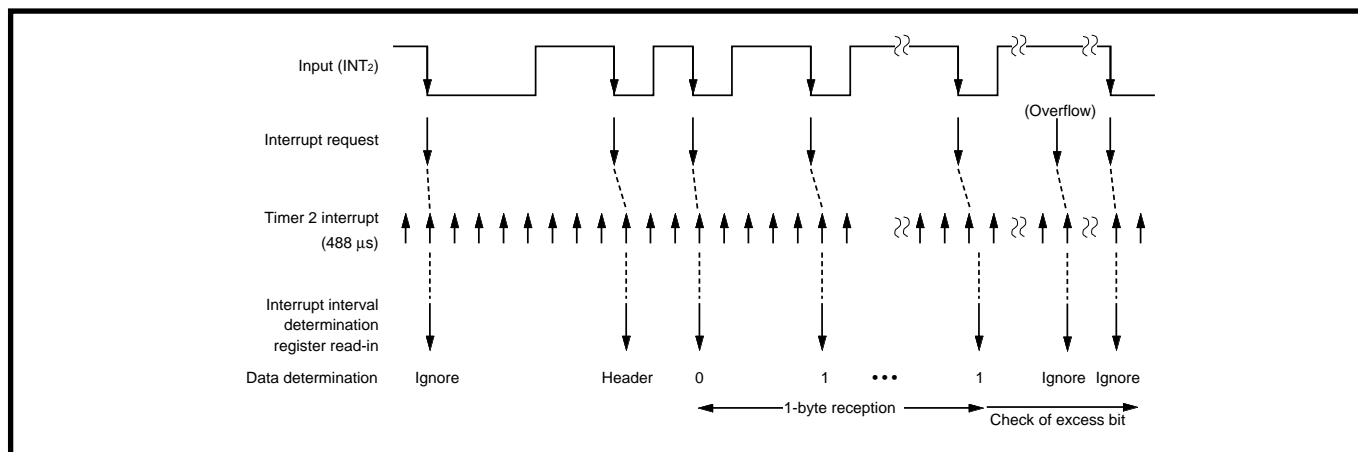 Input (INT2)
(Overflow)
Interrupt request
Timer 2 interrupt
(488 µs)
Interrupt interval
determination
register read-in
Data determination Ignore Header 0 1 ••• 1 Ignore Ignore
1-byte reception
Check of excess bit